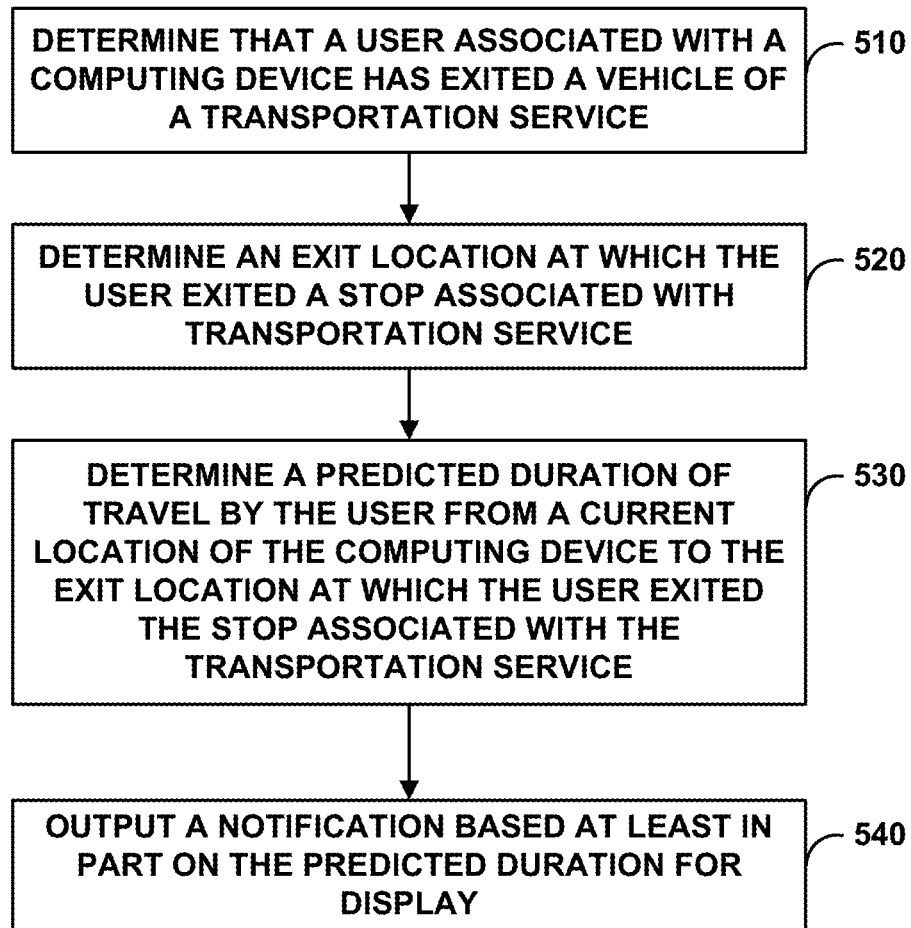 DETERMINE THAT A USER ASSOCIATED WITH A
COMPUTING DEVICE HAS EXITED A VEHICLE OF
A TRANSPORTATION SERVICE
510
DETERMINE AN EXIT LOCATION AT WHICH THE
USER EXITED A STOP ASSOCIATED WITH
TRANSPORTATION SERVICE
520
DETERMINE A PREDICTED DURATION OF
TRAVEL BY THE USER FROM A CURRENT
LOCATION OF THE COMPUTING DEVICE TO THE
EXIT LOCATION AT WHICH THE USER EXITED
THE STOP ASSOCIATED WITH THE
TRANSPORTATION SERVICE
530
OUTPUT A NOTIFICATION BASED AT LEAST IN
PART ON THE PREDICTED DURATION FOR
DISPLAY
540